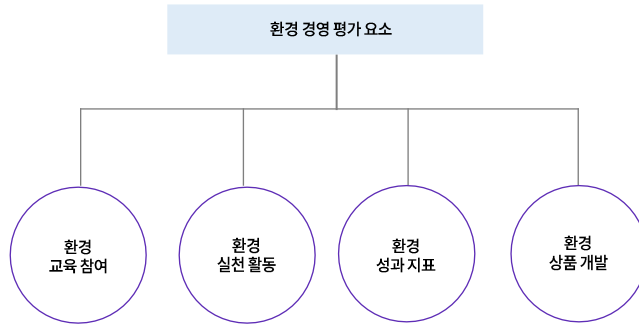 환경 경영 평가 요소
환경
교육 참여
환경
실천 활동
환경
성과 지표
환경
상품 개발